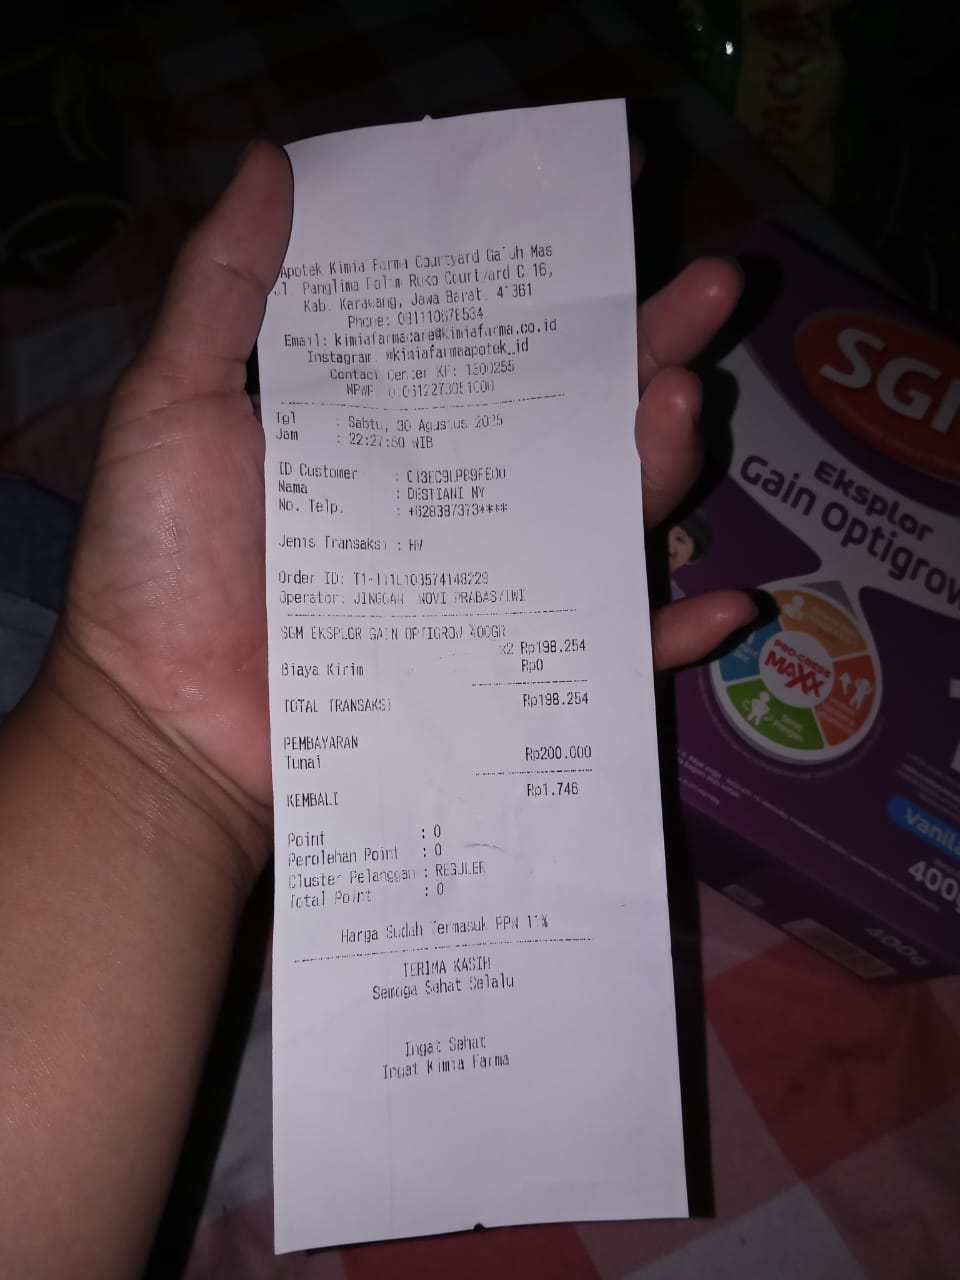 Apotek Kimia Farma Courtyard Galuh Mas
Jl Panglima Polim Ruko Courtyard C 16,
Kab. Karawang, Jawa Barat. 41361
Phone:
Email: kimiafarmacare@kimiafarma.co.id
Instagram: @kimiafarmaapotek_id
Contact Center KF: 1500255
NPWP
Tgl : Sabtu, 30 Agustus 2025
Jam : 22:27:50 WIB
ID Customer :
Nama : DESTIANI NY
No. Telp. : +628387373****
Jenis Transaksi : HV
Order ID: T1-111L103574148229
Operator: NOVI
SGM EKSPLOR GAIN OPTIGROW 400GR
x2 Rp198.254
Biaya Kirim Rp0
TOTAL TRANSAKSI Rp198.254
PEMBAYARAN
Tunai Rp200.000
KEMBALI Rp1.746
Point : 0
Perolehan Point : 0
Cluster Pelanggan : REGULER
Total Point : 0
Harga Sudah Termasuk PPN 11%
TERIMA KASIH
Semoga Sehat Selalu
Ingat Sehat
Ingat Kimia Farma
PACK
SGM
Eksplor
Gain Optigrow
PRO-GRESS
MAXX
vanila
400g
400g